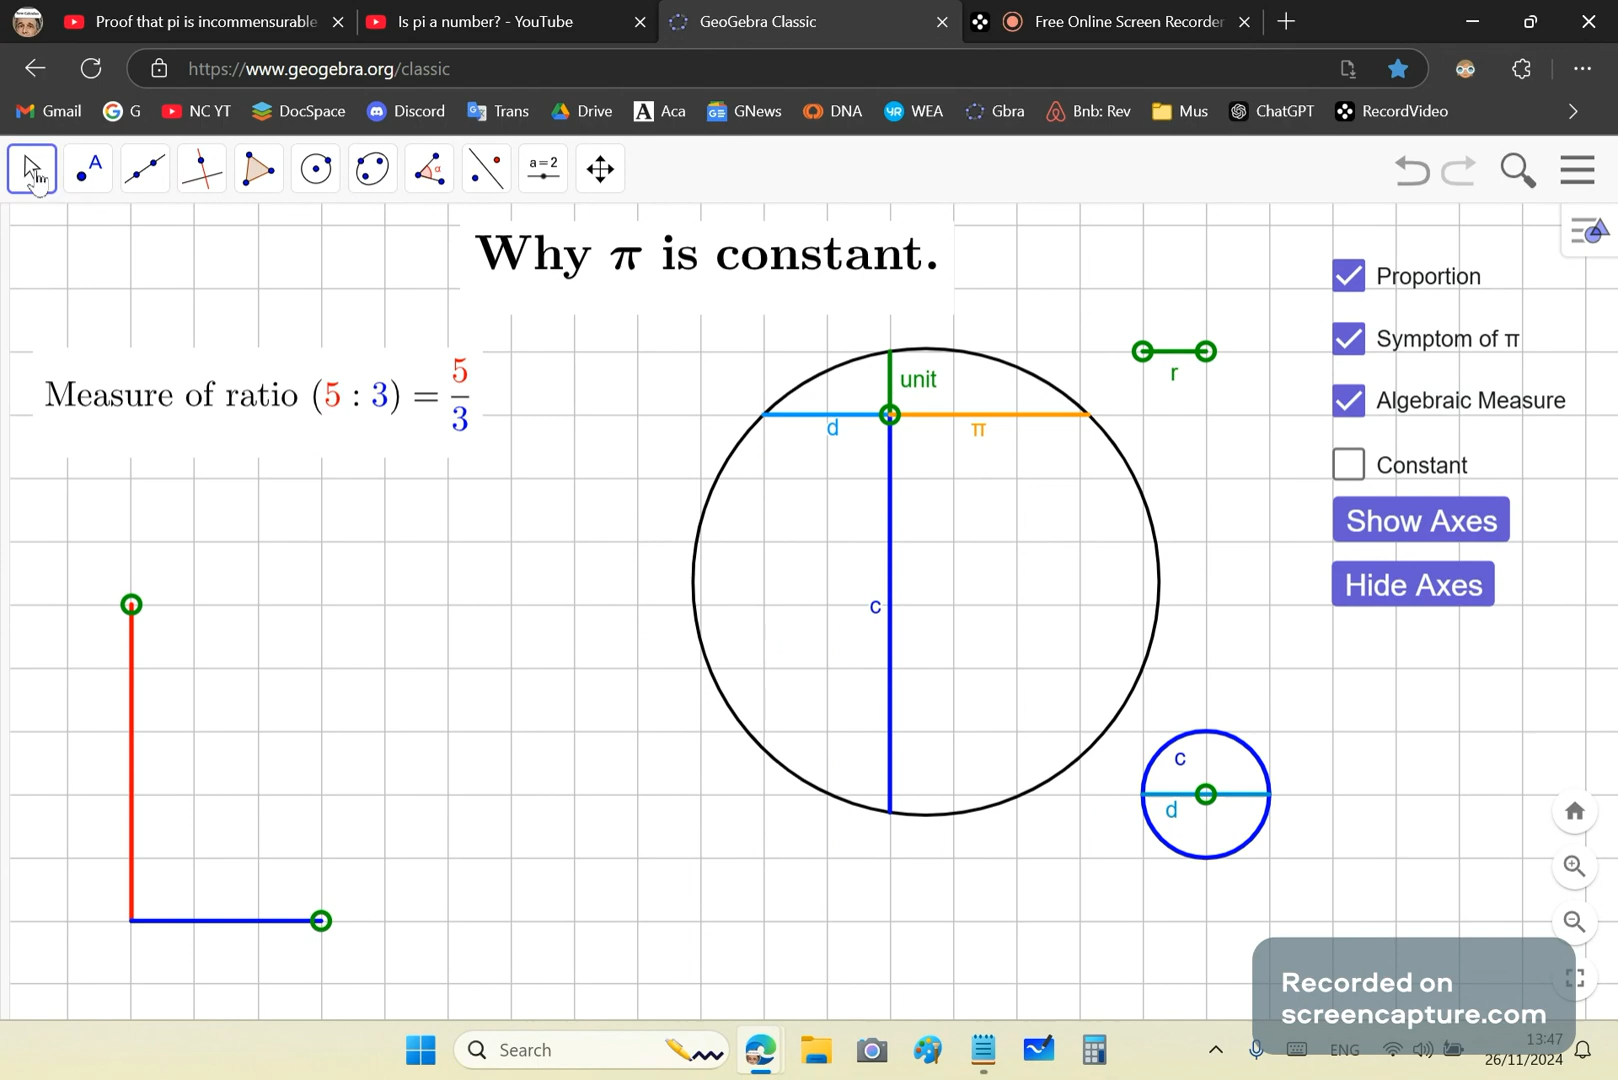 Proof that pi is incommensurable
Is pi a number? - YouTube
GeoGebra Classic
Free Online Screen Recorder
https://www.geogebra.org/classic
Gmail
G
NC YT
DocSpace
Discord
Trans
Drive
A Aca
GNews
DNA
WEA
Gbra
Bnb: Rev
Mus
ChatGPT
RecordVideo
A
α
a=2
Why π is constant.
Proportion
Symptom of π
Algebraic Measure
Constant
Show Axes
Hide Axes
Measure of ratio (5 : 3) = 5/3
unit
d
π
r
c
c
d
Recorded on
screencapture.com
Search
ENG
13:47
26/11/2024